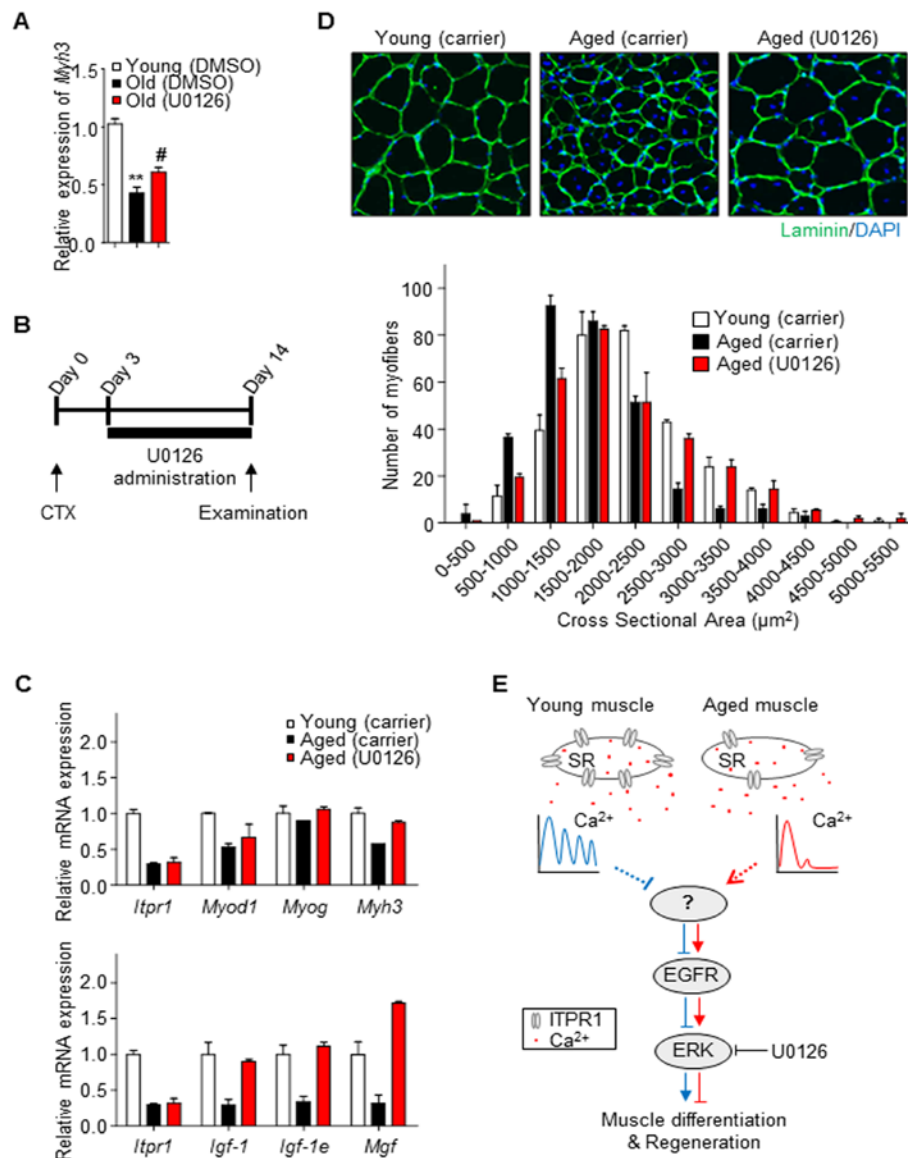 A
Relative expression of Myh3
1.5
1.0
0.5
0.0
Young (DMSO)
Old (DMSO)
Old (U0126)
**
#
B
Day 0
Day 3
Day 14
U0126
administration
CTX
Examination
C
Relative mRNA expression
2.0
1.5
1.0
0.5
0.0
Young (carrier)
Aged (carrier)
Aged (U0126)
Itpr1 Myod1 Myog Myh3
Relative mRNA expression
2.0
1.5
1.0
0.5
0.0
Itpr1 Igf-1 Igf-1e Mgf
D
Young (carrier) Aged (carrier) Aged (U0126)
Laminin/DAPI
Number of myofibers
100
80
60
40
20
0
Young (carrier)
Aged (carrier)
Aged (U0126)
0-500
500-1000
1000-1500
1500-2000
2000-2500
2500-3000
3000-3500
3500-4000
4000-4500
4500-5000
5000-5500
Cross Sectional Area (µm²)
E
Young muscle Aged muscle
SR SR
Ca²⁺ Ca²⁺
?
EGFR
ITPR1
Ca²⁺
ERK
U0126
Muscle differentiation
& Regeneration